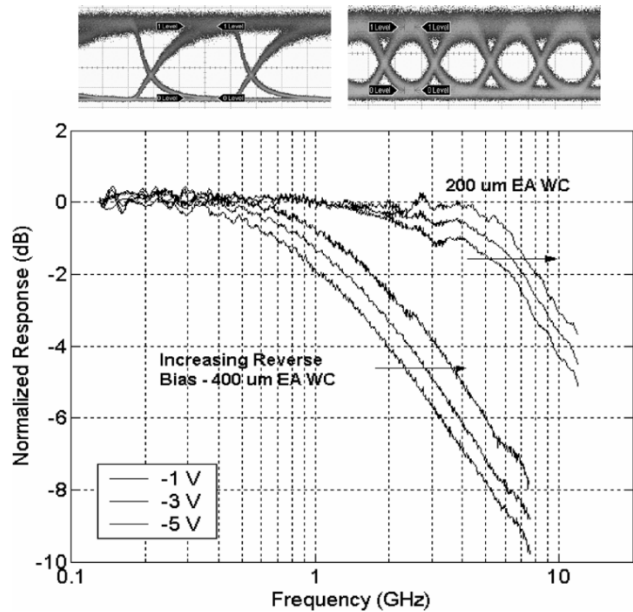 1 Level 1 Level
0 Level 0 Level
1 Level 1 Level
0 Level 0 Level
2
0
-2
-4
-6
-8
-10
Normalized Response (dB)
200 um EA WC
Increasing Reverse
Bias - 400 um EA WC
-1 V
-3 V
-5 V
0.1
1
10
Frequency (GHz)